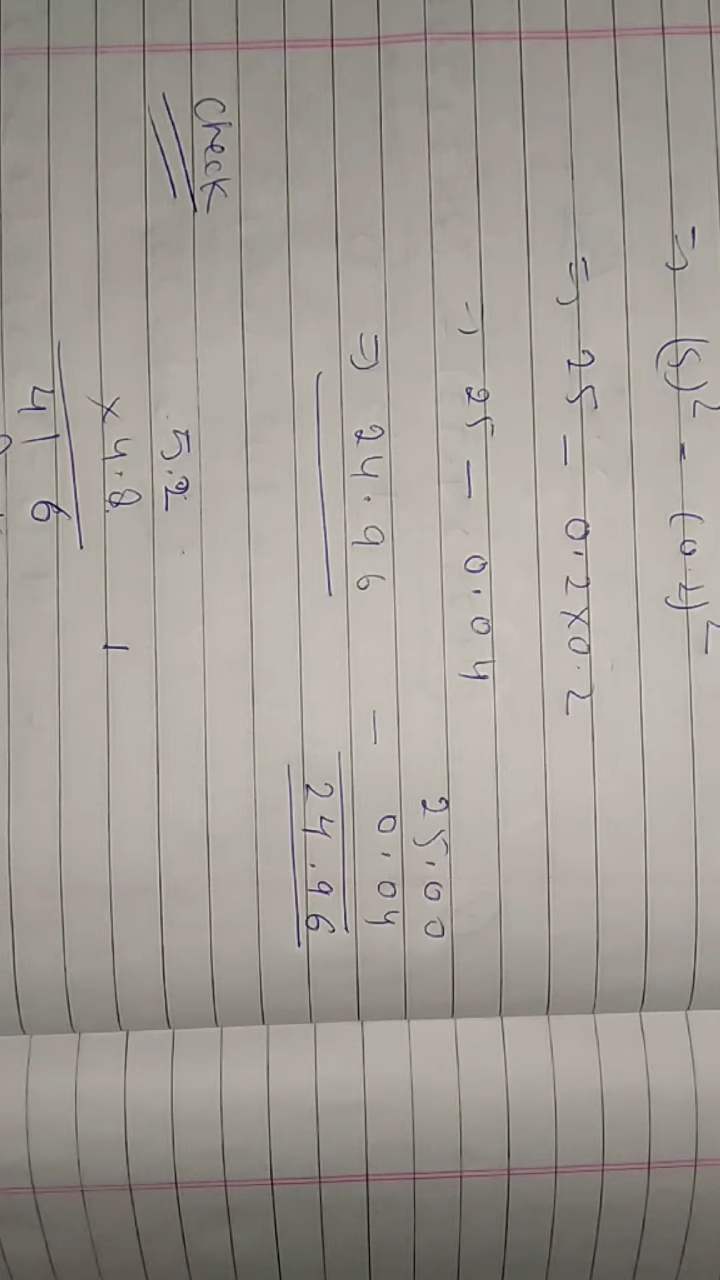 ⇒ (5)² - (0.2)²
⇒ 25 - 0.2×0.2
⇒ 25 - 0.04
25.00
⇒ 24.96 - 0.04
24.96
Check
5.2
×4.8 1
416